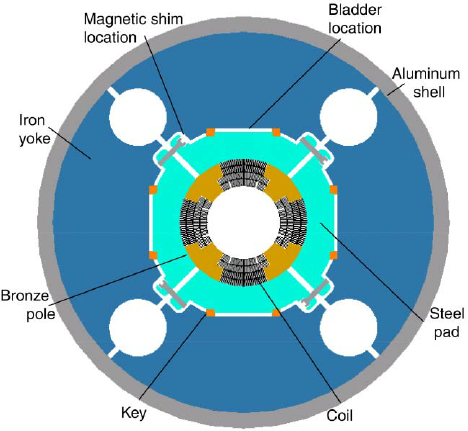 Magnetic shim
location
Bladder
location
Aluminum
shell
Iron
yoke
Bronze
pole
Steel
pad
Key
Coil